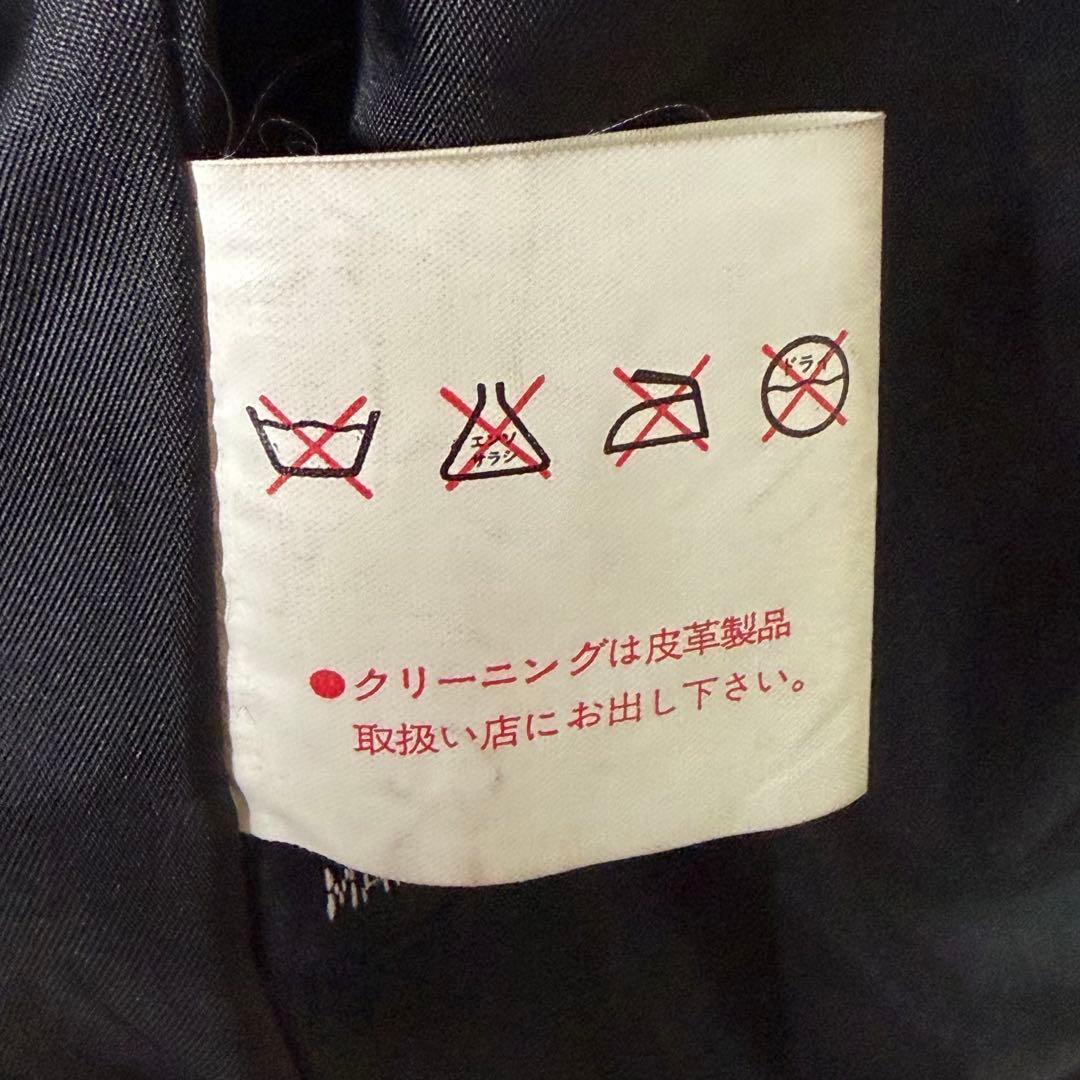 エンソ
サラシ
ドライ
●クリーニングは皮革製品
取扱い店にお出し下さい。